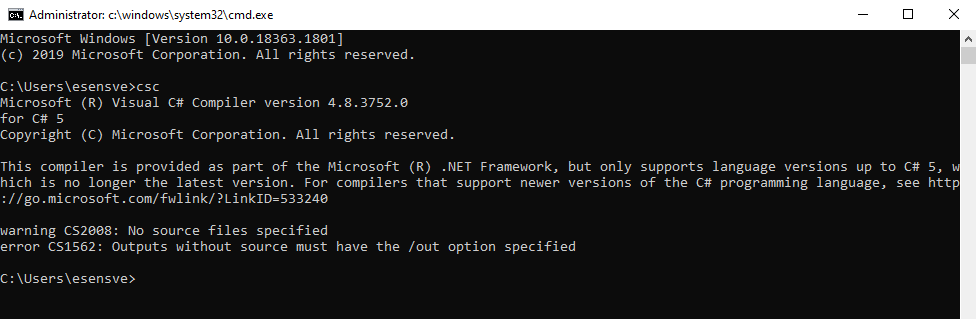 Administrator: c:\windows\system32\cmd.exe
Microsoft Windows [Version 10.0.18363.1801]
(c) 2019 Microsoft Corporation. All rights reserved.
C:\Users\esensve>csc
Microsoft (R) Visual C# Compiler version 4.8.3752.0
for C# 5
Copyright (C) Microsoft Corporation. All rights reserved.
This compiler is provided as part of the Microsoft (R) .NET Framework, but only supports language versions up to C# 5, w
hich is no longer the latest version. For compilers that support newer versions of the C# programming language, see http
://go.microsoft.com/fwlink/?LinkID=533240
warning CS2008: No source files specified
error CS1562: Outputs without source must have the /out option specified
C:\Users\esensve>